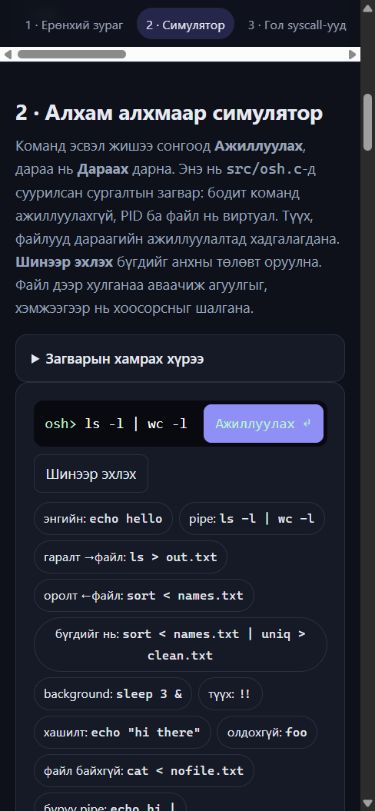 1 · Ерөнхий зураг
2 · Симулятор
3 · Гол syscall-ууд
2 · Алхам алхмаар симулятор
Команд эсвэл жишээ сонгоод Ажиллуулах,
дараа нь Дараах дарна. Энэ нь src/osh.c-д
суурилсан сургалтын загвар: бодит команд
ажиллуулахгүй, PID ба файл нь виртуал. Түүх,
файлууд дараагийн ажиллуулалтад хадгалагдана.
Шинээр эхлэх бүгдийг анхны төлөвт оруулна.
Файл дээр хулганаа аваачиж агуулгыг,
хэмжээгээр нь хоосорсныг шалгана.
▶ Загварын хамрах хүрээ
osh> ls -l | wc -l
Ажиллуулах ↵
Шинээр эхлэх
энгийн: echo hello
pipe: ls -l | wc -l
гаралт →файл: ls > out.txt
оролт ←файл: sort < names.txt
бүгдийг нь: sort < names.txt | uniq >
clean.txt
background: sleep 3 &
түүх: !!
хашилт: echo "hi there"
олдохгүй: foo
файл байхгүй: cat < nofile.txt
буруу pipe: echo hi |